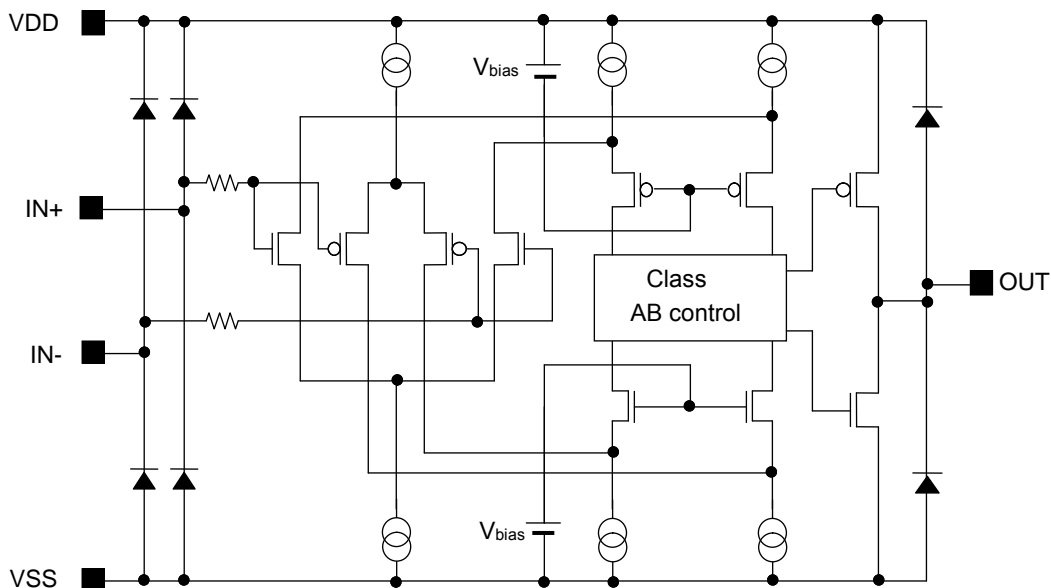 VDD
Vbias
IN+
Class
AB control
OUT
IN-
Vbias
VSS